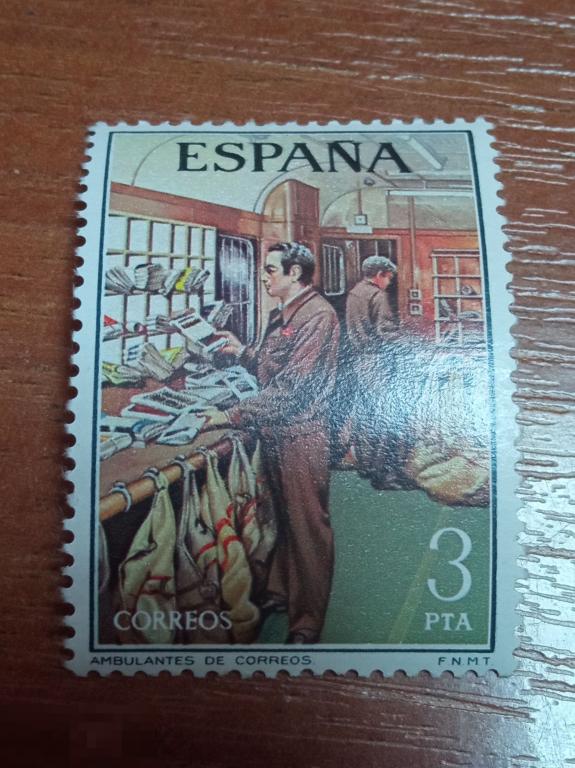 ESPAÑA
3
CORREOS PTA
AMBULANTES DE CORREOS. F.N.M.T.